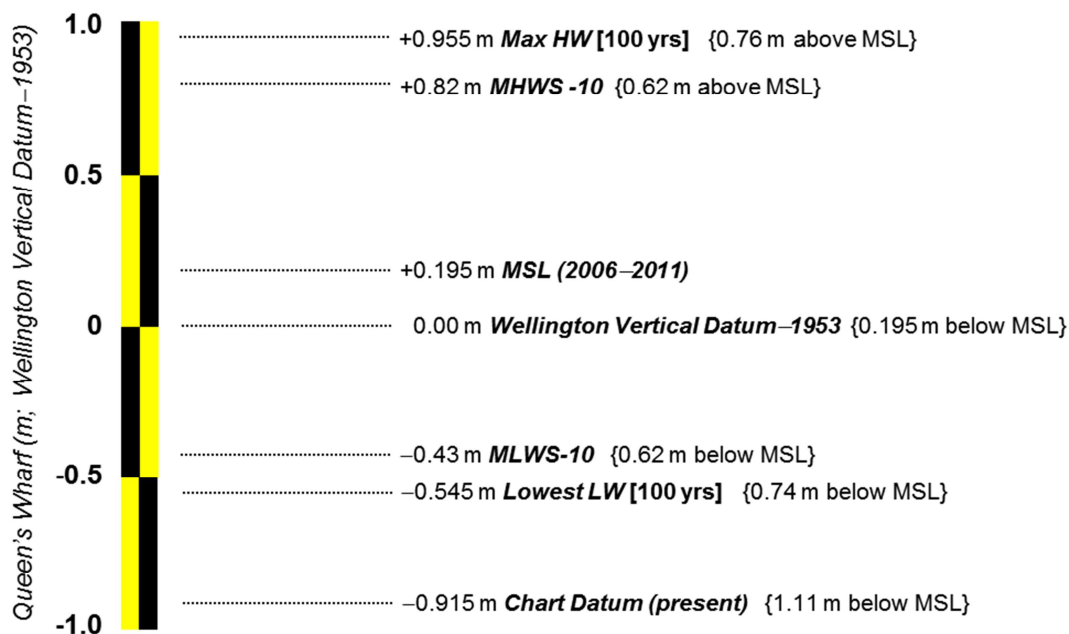 Queen's Wharf (m; Wellington Vertical Datum–1953)
1.0
+0.955 m Max HW [100 yrs] {0.76 m above MSL}
+0.82 m MHWS -10 {0.62 m above MSL}
0.5
+0.195 m MSL (2006–2011)
0
0.00 m Wellington Vertical Datum–1953 {0.195 m below MSL}
−0.43 m MLWS-10 {0.62 m below MSL}
-0.5
−0.545 m Lowest LW [100 yrs] {0.74 m below MSL}
−0.915 m Chart Datum (present) {1.11 m below MSL}
-1.0